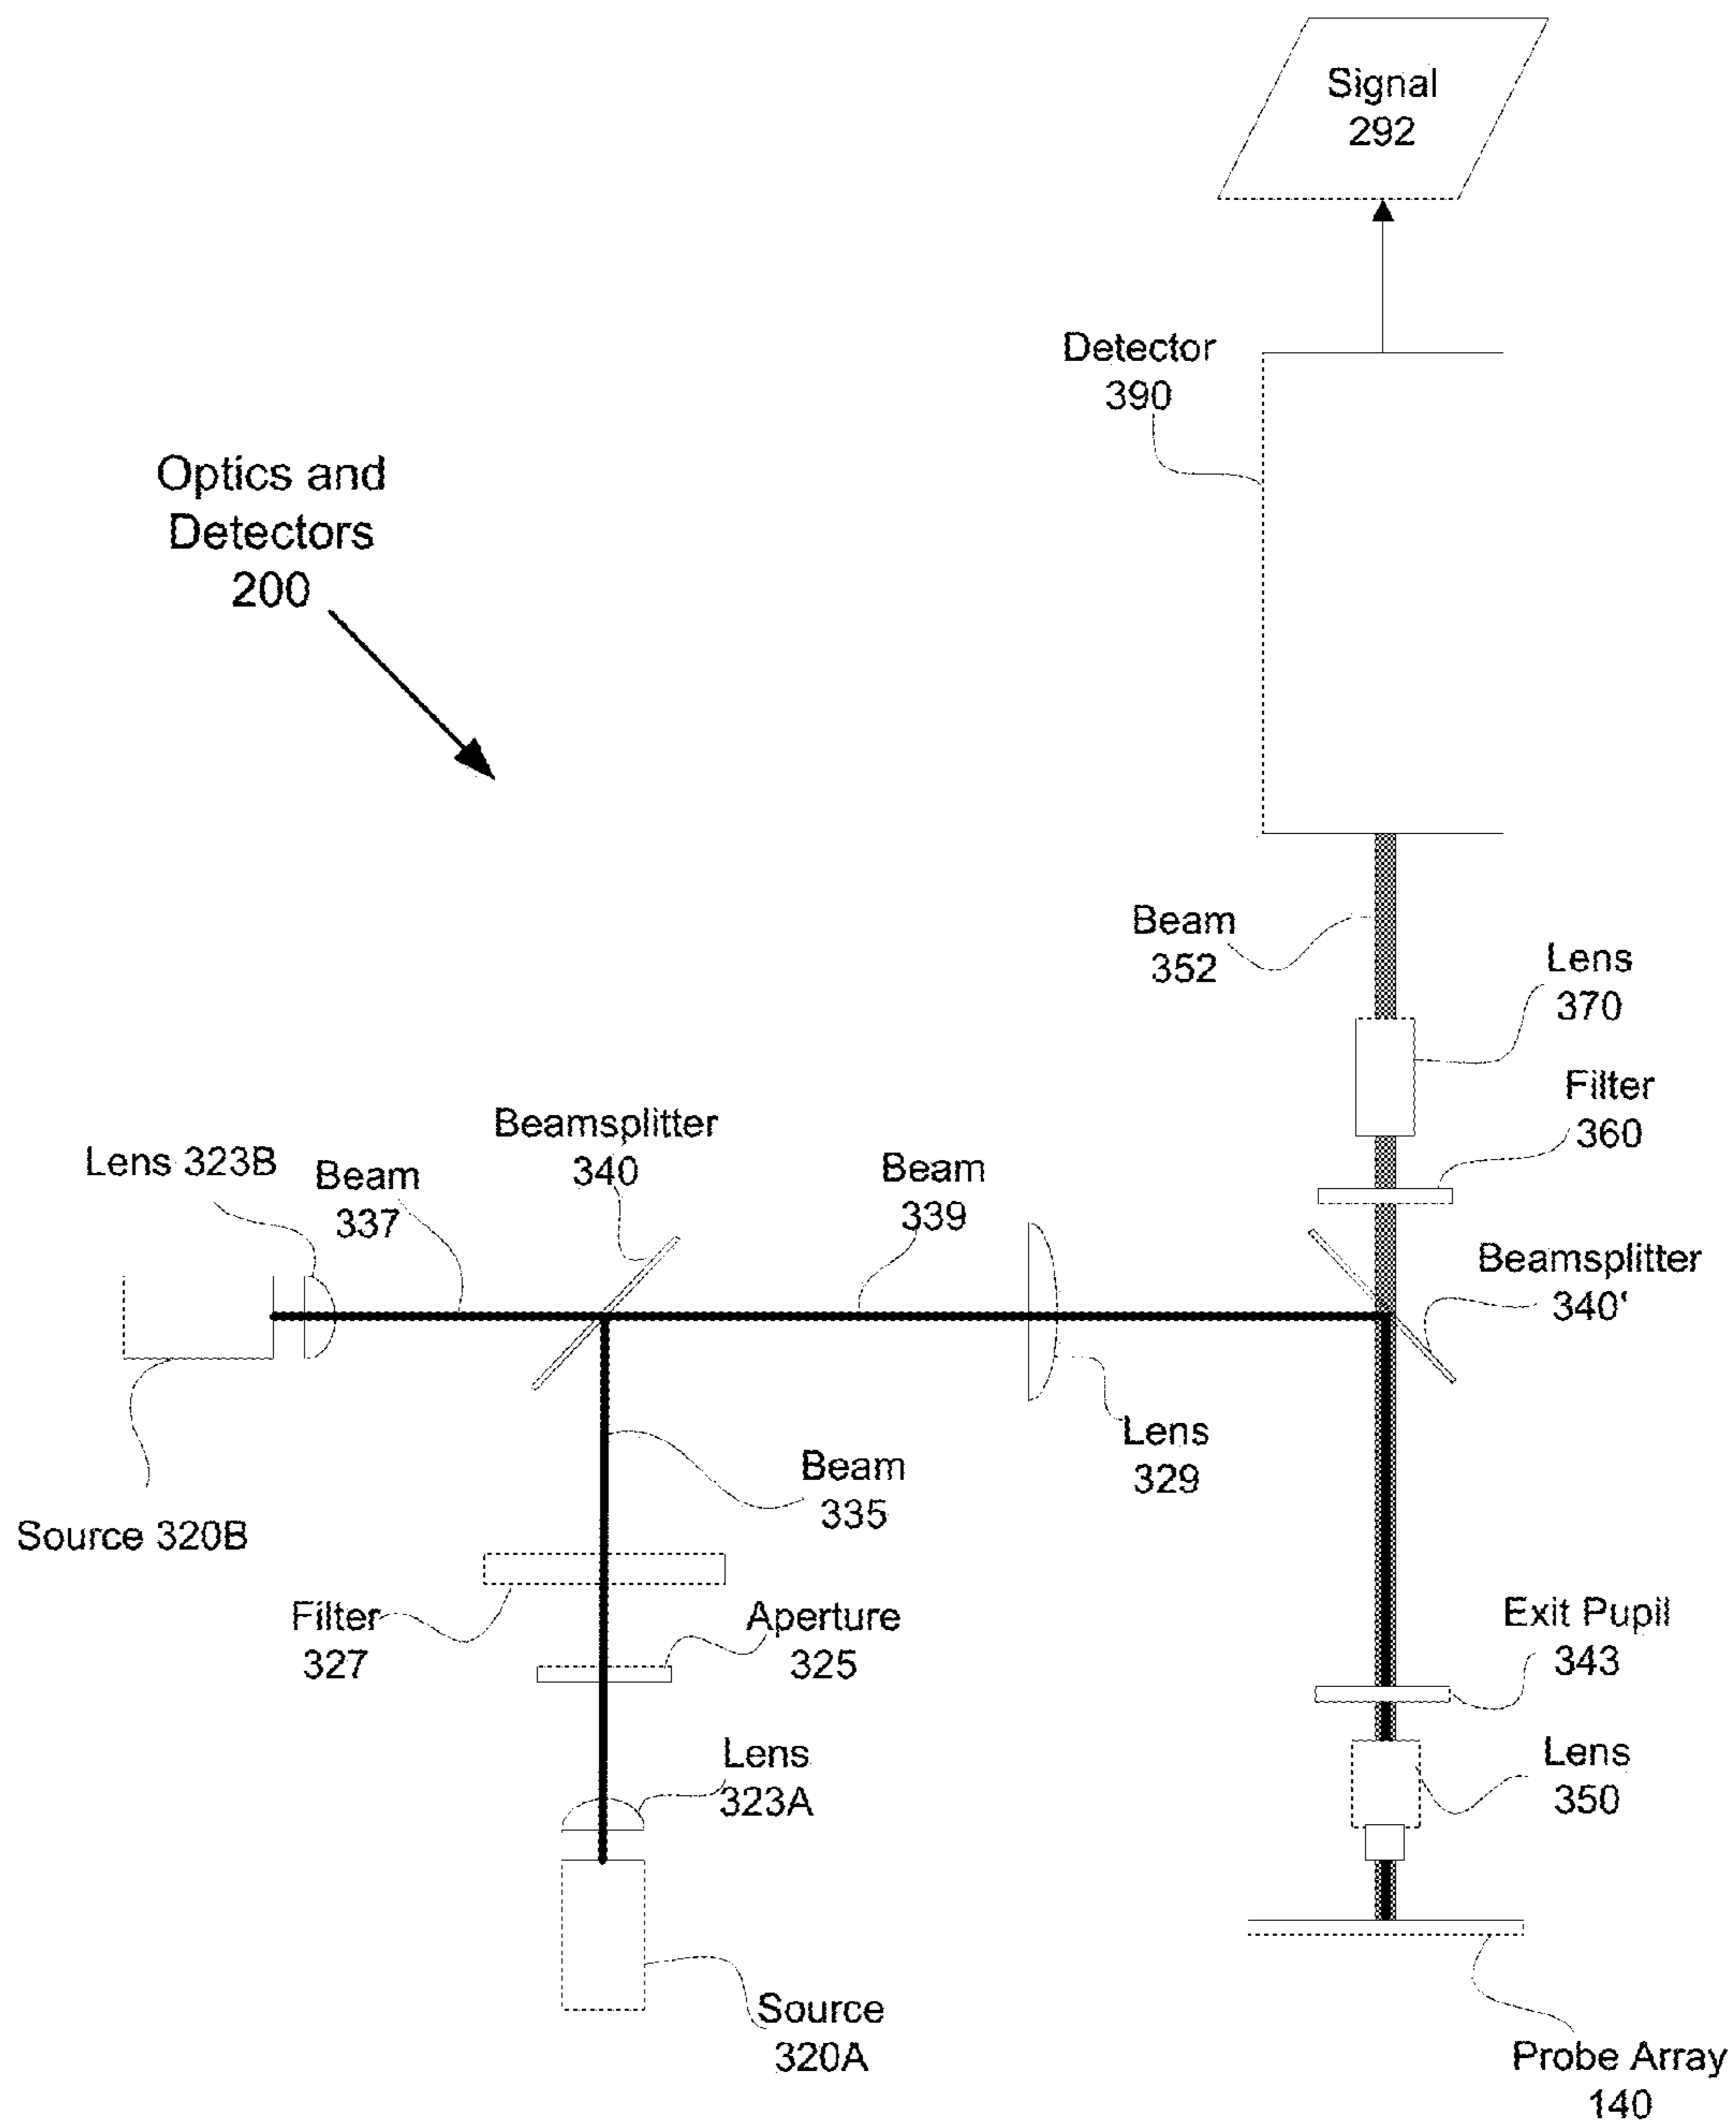 Signal
292
Detector
390
Optics and
Detectors
200
Beam
352
Lens
370
Filter
360
Beamsplitter
340
Lens 323B
Beam
337
Beam
339
Beamsplitter
340'
Lens
329
Beam
335
Source 320B
Filter
327
Aperture
325
Exit Pupil
343
Lens
323A
Lens
350
Source
320A
Probe Array
140